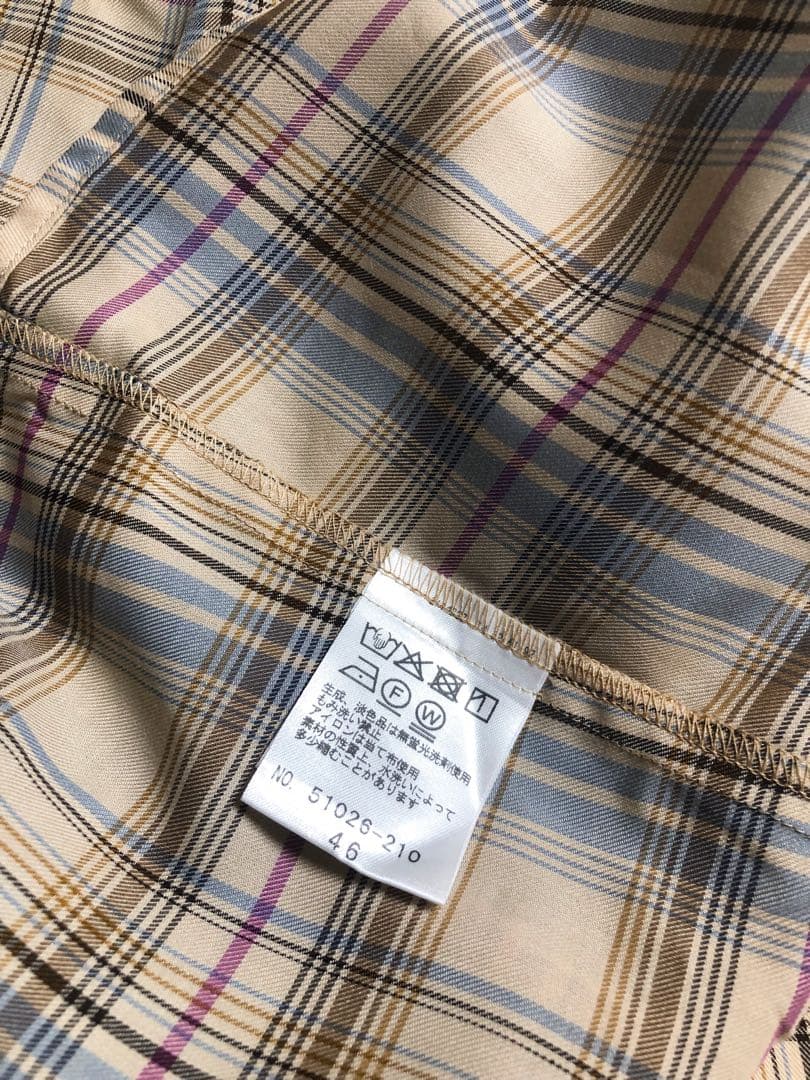 F W
生成、淡色品は無蛍光洗剤使用
もみ洗い禁止
アイロンは当て布使用
素材の性質上、水洗いによって
多少縮むことがあります
NO. 51026-210
46